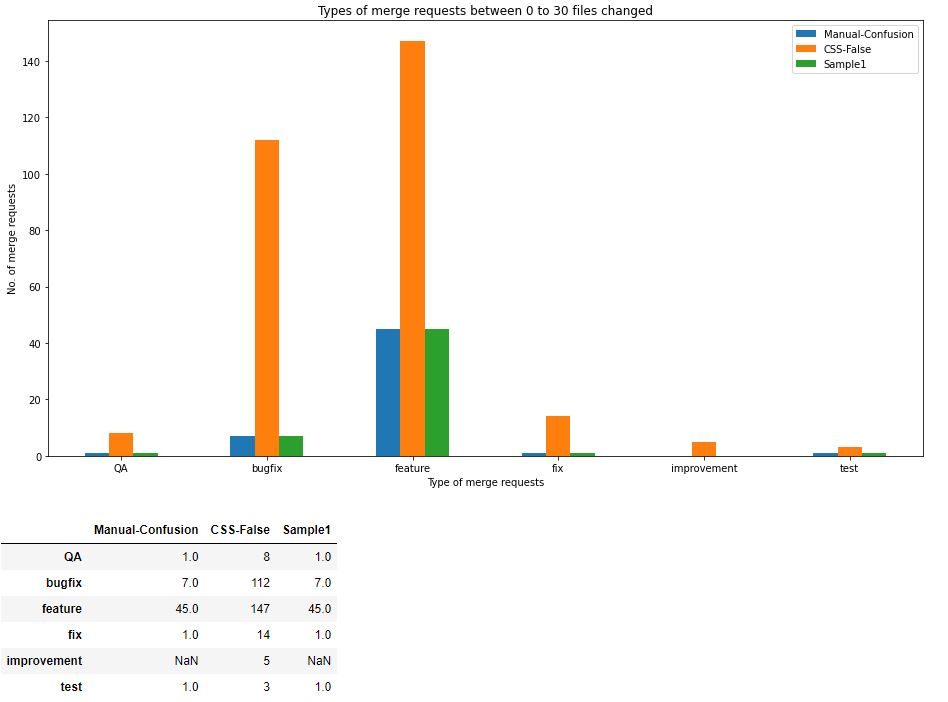 Types of merge requests between 0 to 30 files changed
Manual-Confusion
CSS-False
Sample1
No. of merge requests
140
120
100
80
60
40
20
0
QA bugfix feature fix improvement test
Type of merge requests
Manual-Confusion CSS-False Sample1
QA 1.0 8 1.0
bugfix 7.0 112 7.0
feature 45.0 147 45.0
fix 1.0 14 1.0
improvement NaN 5 NaN
test 1.0 3 1.0